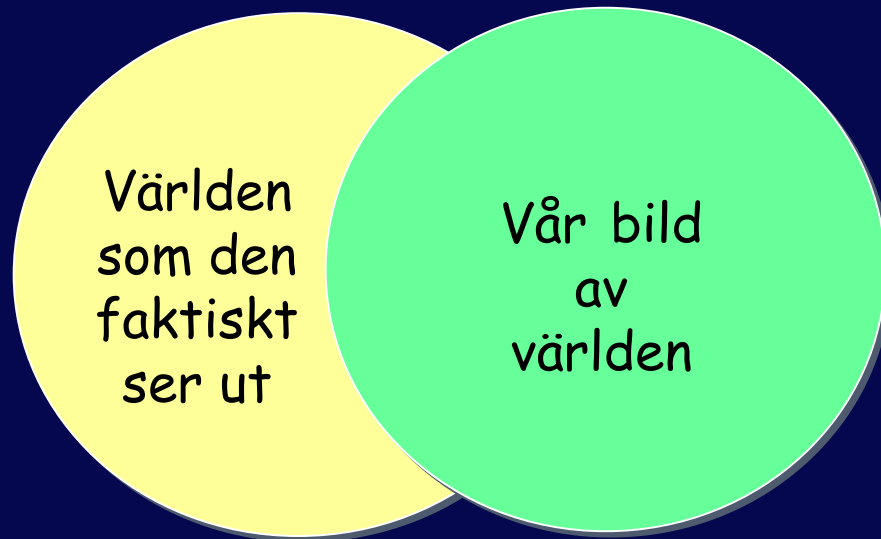 Världen
som den
faktiskt
ser ut
Vår bild
av
världen